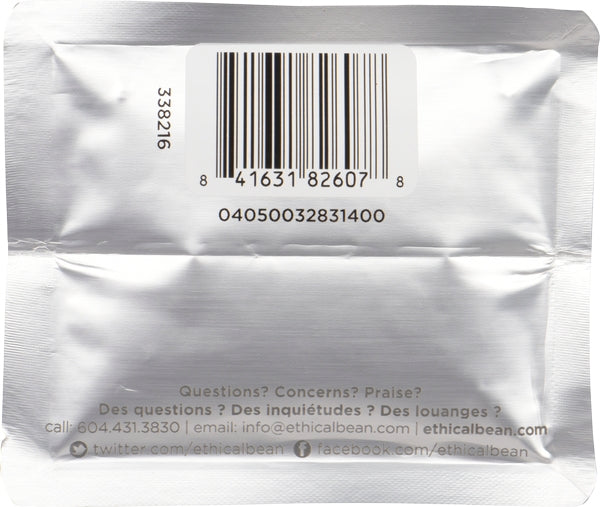 338216
8 41631 82607 8
04050032831400
Questions? Concerns? Praise?
Des questions ? Des inquiétudes ? Des louanges ?
call: 604.431.3830 | email: info@ethicalbean.com | ethicalbean.com
twitter.com/ethicalbean facebook.com/ethicalbean